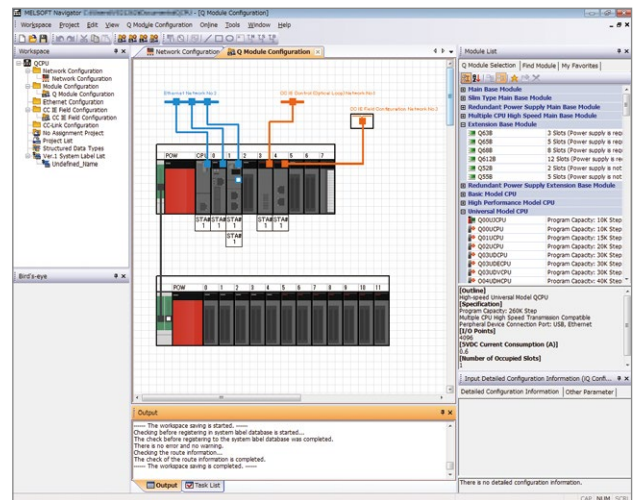 MELSOFT Navigator
QCPU - [Q Module Configuration]
Workspace Project Edit View Q Module Configuration Online Tools Window Help
Workspace
QCPU
Network Configuration
Network Configuration
Module Configuration
Q Module Configuration
Ethernet Configuration
CC IE Field Configuration
CC IE Field Configuration
CC-Link Configuration
No Assignment Project
Project List
Structured Data Types
Ver.1 System Label List
Undefined_Name
Bird's-eye
Network Configuration
Q Module Configuration
Ethernet Network No.2
CC IE Control(Optical Loop) Network No.1
CC IE Field Configuration Network No.3
POW CPU 0 1 2 3 4 5 6 7
STA# STA# STA# STA# STA#
1 1 1 1 1
STA#
1
POW 0 1 2 3 4 5 6 7 8 9 10 11
Output
----- The workspace saving is started. -----
Checking before registering in system label database is started...
The check before registering to the system label database was completed.
There is no error and no warning.
Checking the route information...
The check of the route information is completed.
----- The workspace saving is completed. -----
Output Task List
Module List
Q Module Selection Find Module My Favorites
Main Base Module
Slim Type Main Base Module
Redundant Power Supply Main Base Module
Multiple CPU High Speed Main Base Module
Extension Base Module
Q63B 3 Slots (Power supply is req
Q65B 5 Slots (Power supply is req
Q68B 8 Slots (Power supply is req
Q612B 12 Slots (Power supply is req
Q52B 2 Slots (Power supply is not
Q55B 5 Slots (Power supply is not
Redundant Power Supply Extension Base Module
Basic Model CPU
High Performance Model CPU
Universal Model CPU
Q00UJCPU Program Capacity: 10K Step
Q00UCPU Program Capacity: 10K Step
Q01UCPU Program Capacity: 15K Step
Q02UCPU Program Capacity: 20K Step
Q03UDCPU Program Capacity: 30K Step
Q03UDECPU Program Capacity: 30K Step
Q03UDVCPU Program Capacity: 30K Step
Q04UDHCPU Program Capacity: 40K Step
[Outline]
High-speed Universal Model QCPU
[Specification]
Program Capacity: 260K Step
Multiple CPU High Speed Transmission Compatible
Peripheral Device Connection Port: USB, Ethernet
[I/O Points]
4096
[5VDC Current Consumption (A)]
0.6
[Number of Occupied Slots]
1
Input Detailed Configuration Information (Q Confi...
Detailed Configuration Information Other Parameter
There is no detailed configuration information.
CAP NUM SCRL